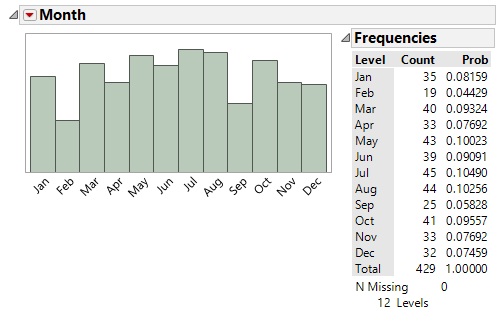 Month
Jan Feb Mar Apr May Jun Jul Aug Sep Oct Nov Dec
Frequencies
Level Count Prob
Jan 35 0.08159
Feb 19 0.04429
Mar 40 0.09324
Apr 33 0.07692
May 43 0.10023
Jun 39 0.09091
Jul 45 0.10490
Aug 44 0.10256
Sep 25 0.05828
Oct 41 0.09557
Nov 33 0.07692
Dec 32 0.07459
Total 429 1.00000
N Missing 0
12 Levels